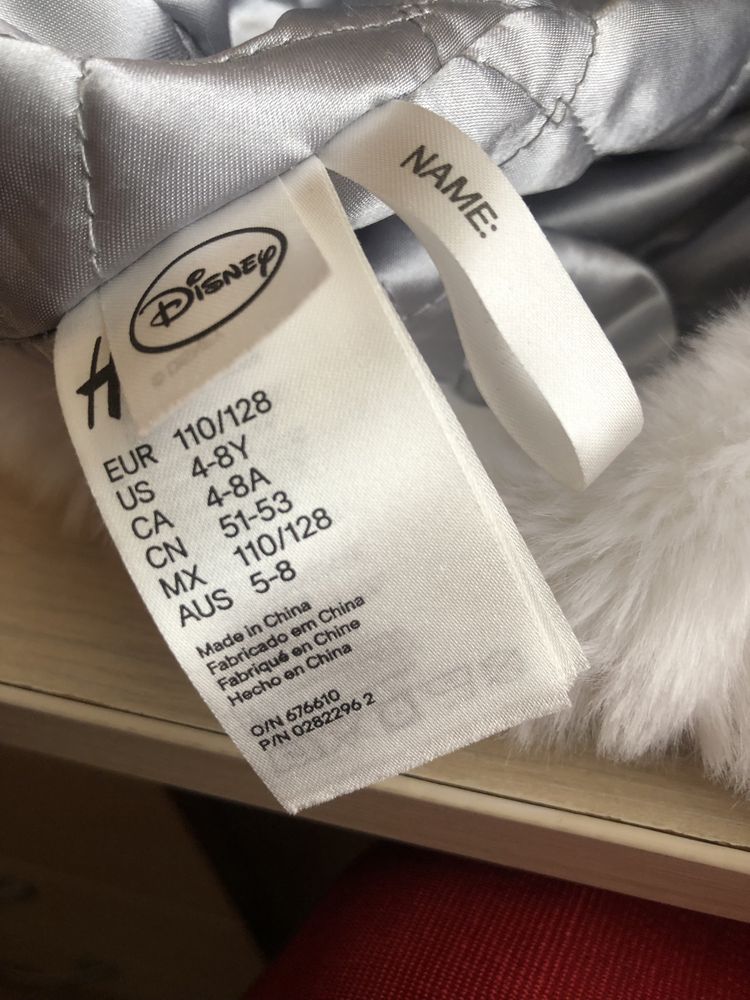 NAME:
Disney
H
EUR 110/128
US 4-8Y
CA 4-8A
CN 51-53
MX 110/128
AUS 5-8
Made in China
Fabricado em China
Fabriqué en Chine
Hecho en China
O/N 676610
P/N 0282296 2